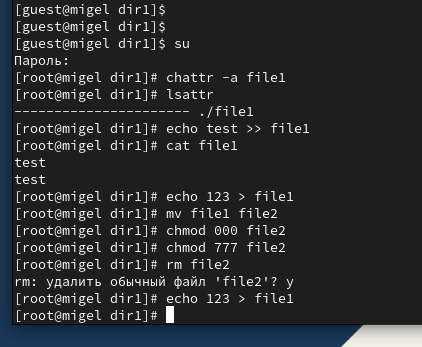 [guest@migel dir1]$
[guest@migel dir1]$
[guest@migel dir1]$ su
Пароль:
[root@migel dir1]# chattr -a file1
[root@migel dir1]# lsattr
---------------------- ./file1
[root@migel dir1]# echo test >> file1
[root@migel dir1]# cat file1
test
test
[root@migel dir1]# echo 123 > file1
[root@migel dir1]# mv file1 file2
[root@migel dir1]# chmod 000 file2
[root@migel dir1]# chmod 777 file2
[root@migel dir1]# rm file2
rm: удалить обычный файл 'file2'? y
[root@migel dir1]# echo 123 > file1
[root@migel dir1]#